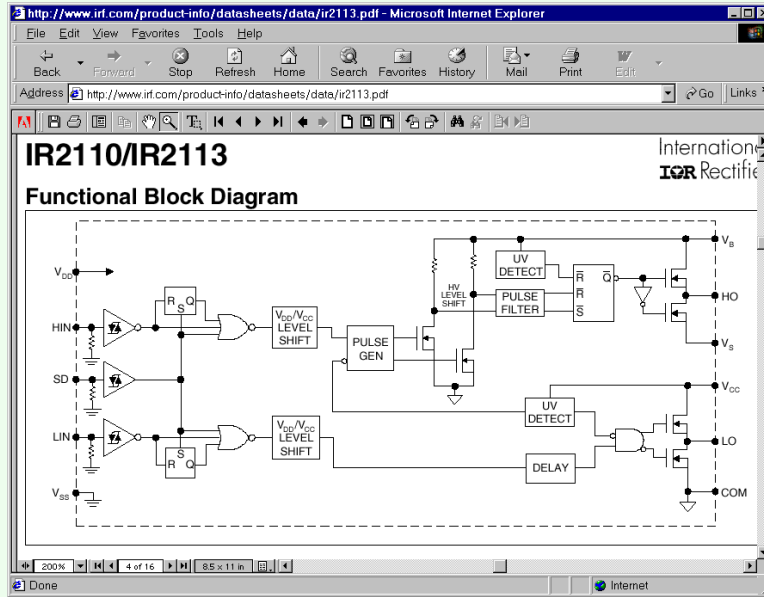 http://www.irf.com/product-info/datasheets/data/ir2113.pdf - Microsoft Internet Explorer
File Edit View Favorites Tools Help
Back Forward Stop Refresh Home Search Favorites History Mail Print Edit
Address http://www.irf.com/product-info/datasheets/data/ir2113.pdf Go Links
IR2110/IR2113
International
IOR Rectifie
Functional Block Diagram
VB
UV
DETECT
VDD
R Q
HV
LEVEL
SHIFT
R
R Q
S
PULSE
FILTER
HO
S
VDD/VCC
LEVEL
SHIFT
HIN
PULSE
GEN
VS
SD
VCC
UV
DETECT
VDD/VCC
LEVEL
SHIFT
LIN
LO
S
R Q
DELAY
VSS
COM
200% 4 of 16 8.5 x 11 in
Done Internet